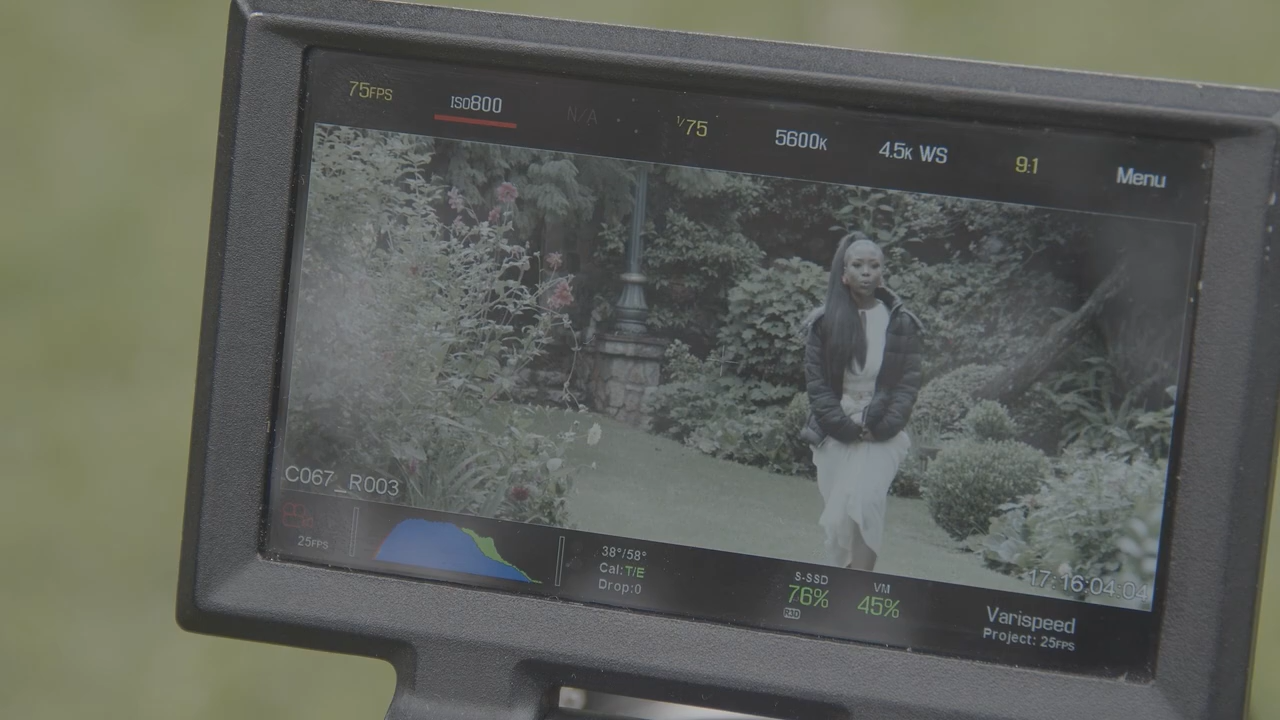 75FPS ISO800 N/A 1/75 5600K 4.5K WS 9:1 Menu
C067_R003
17:16:04:04
25FPS
38°/58°
Cal:T/E
Drop:0
S-SSD
76%
R3D
VM
45%
Varispeed
Project: 25FPS